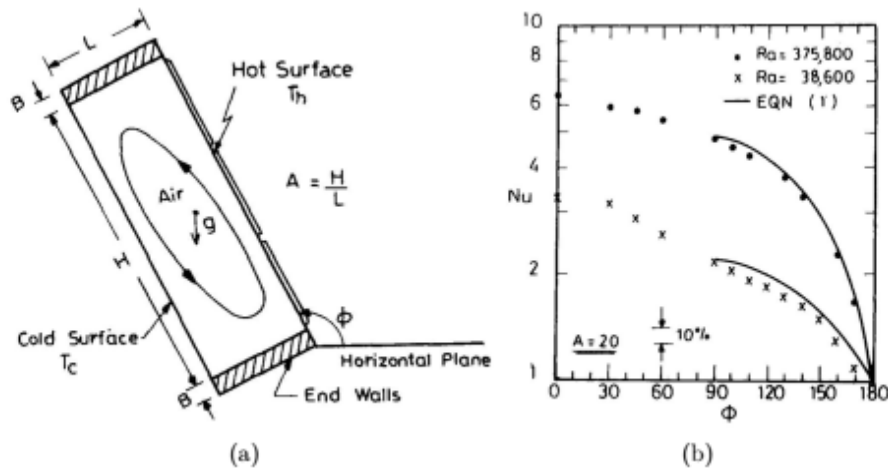 L
B
Hot Surface
T_h
Air
g
A = H/L
H
Cold Surface
T_c
ϕ
Horizontal Plane
B
End Walls
(a)
10
8
6
4
Nu
2
1
• Ra= 375,800
x Ra= 38,600
— EQN (1)
A=20
10%
0 30 60 90 120 150 180
Φ
(b)